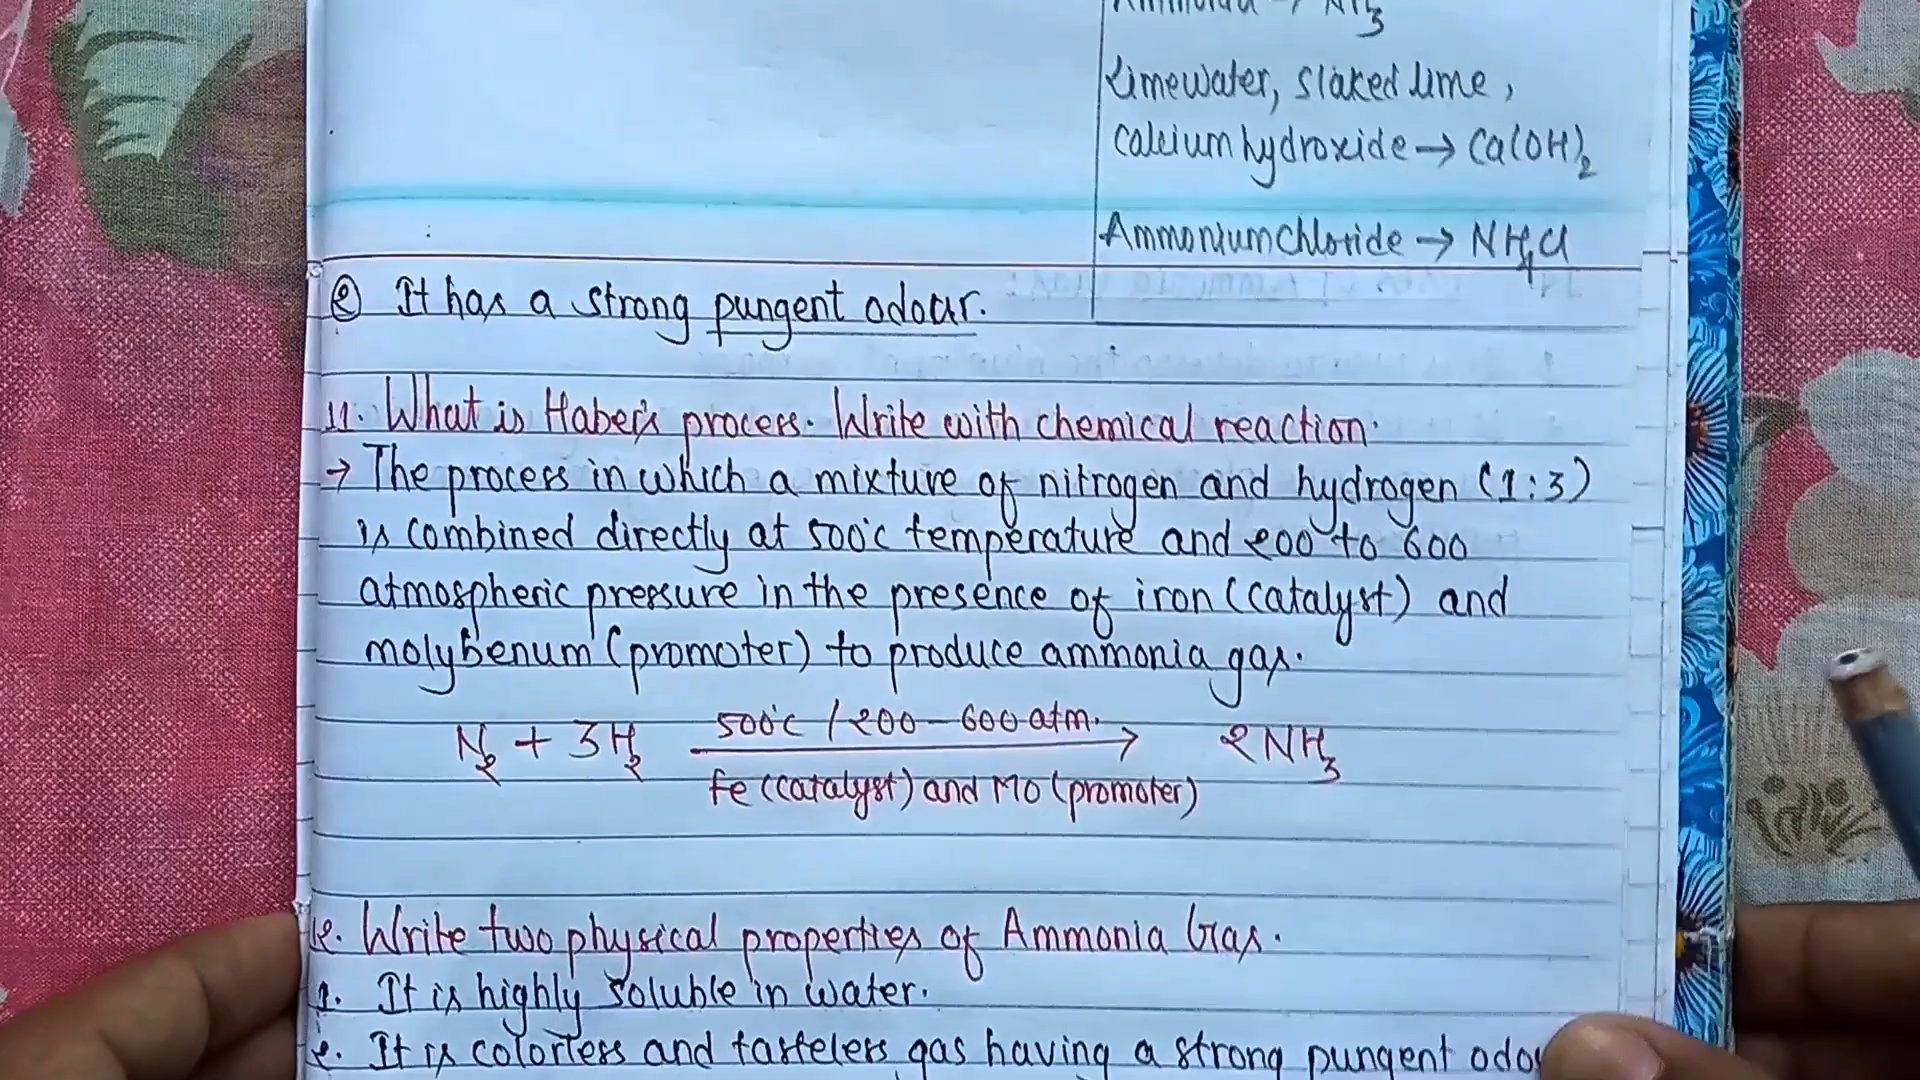 Ammonia → NH3
Limewater, slaked lime,
calcium hydroxide → Ca(OH)2
Ammonium chloride → NH4Cl
② It has a strong pungent odour.
11. What is Haber's process. Write with chemical reaction.
→ The process in which a mixture of nitrogen and hydrogen (1:3)
is combined directly at 500°c temperature and 200 to 600
atmospheric pressure in the presence of iron (catalyst) and
molybenum (promoter) to produce ammonia gas.
500°c / 200-600 atm.
N2 + 3H2 → 2NH3
Fe (catalyst) and Mo (promoter)
12. Write two physical properties of Ammonia Gas.
1. It is highly soluble in water.
2. It is colorless and tasteless gas having a strong pungent odo